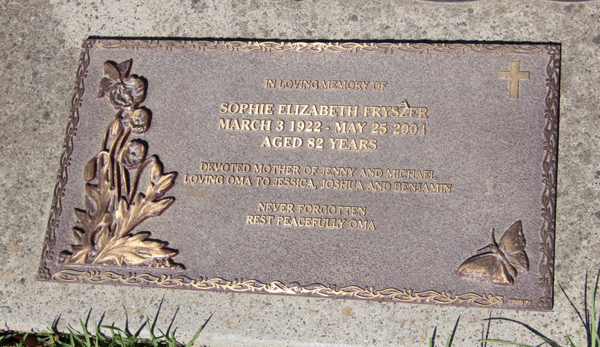 IN LOVING MEMORY OF
SOPHIE ELIZABETH FRYSZER
MARCH 3 1922 - MAY 25 2004
AGED 82 YEARS
DEVOTED MOTHER OF JENNY AND MICHAEL
LOVING OMA TO JESSICA, JOSHUA AND BENJAMIN
NEVER FORGOTTEN
REST PEACEFULLY OMA